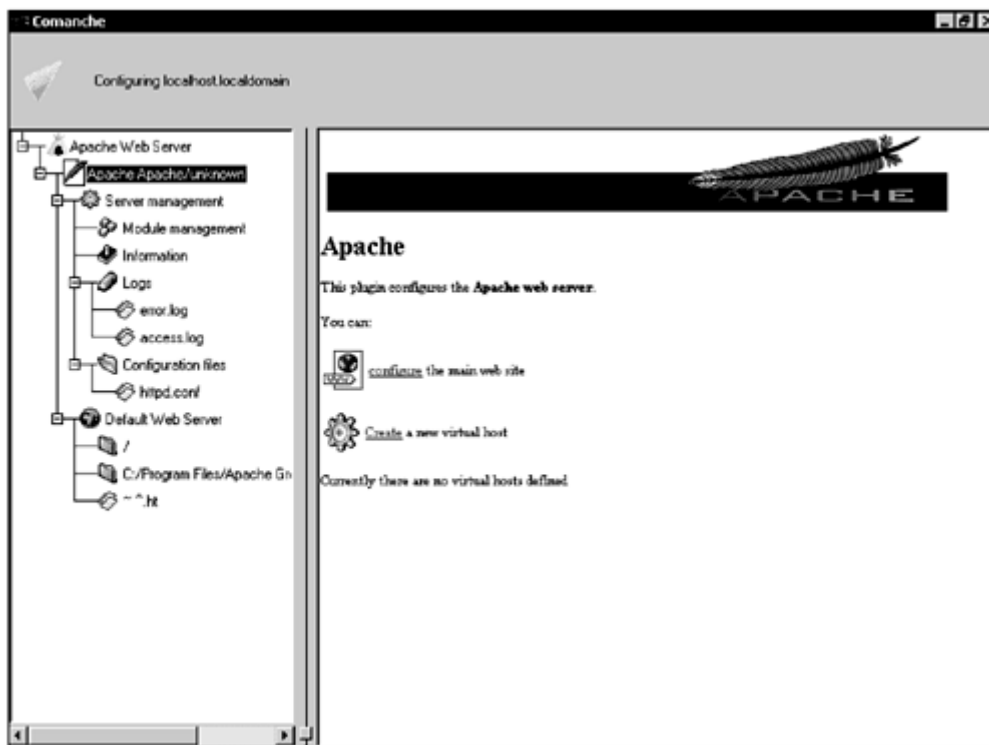 Comanche
Configuring localhost.localdomain
Apache Web Server
Apache Apache/unknown
Server management
Module management
Information
Logs
error.log
access.log
Configuration files
httpd.conf
Default Web Server
/
C:/Program Files/Apache Gr
~ ^.ht
APACHE
Apache
This plugin configures the Apache web server.
You can:
configure the main web site
Create a new virtual host
Currently there are no virtual hosts defined